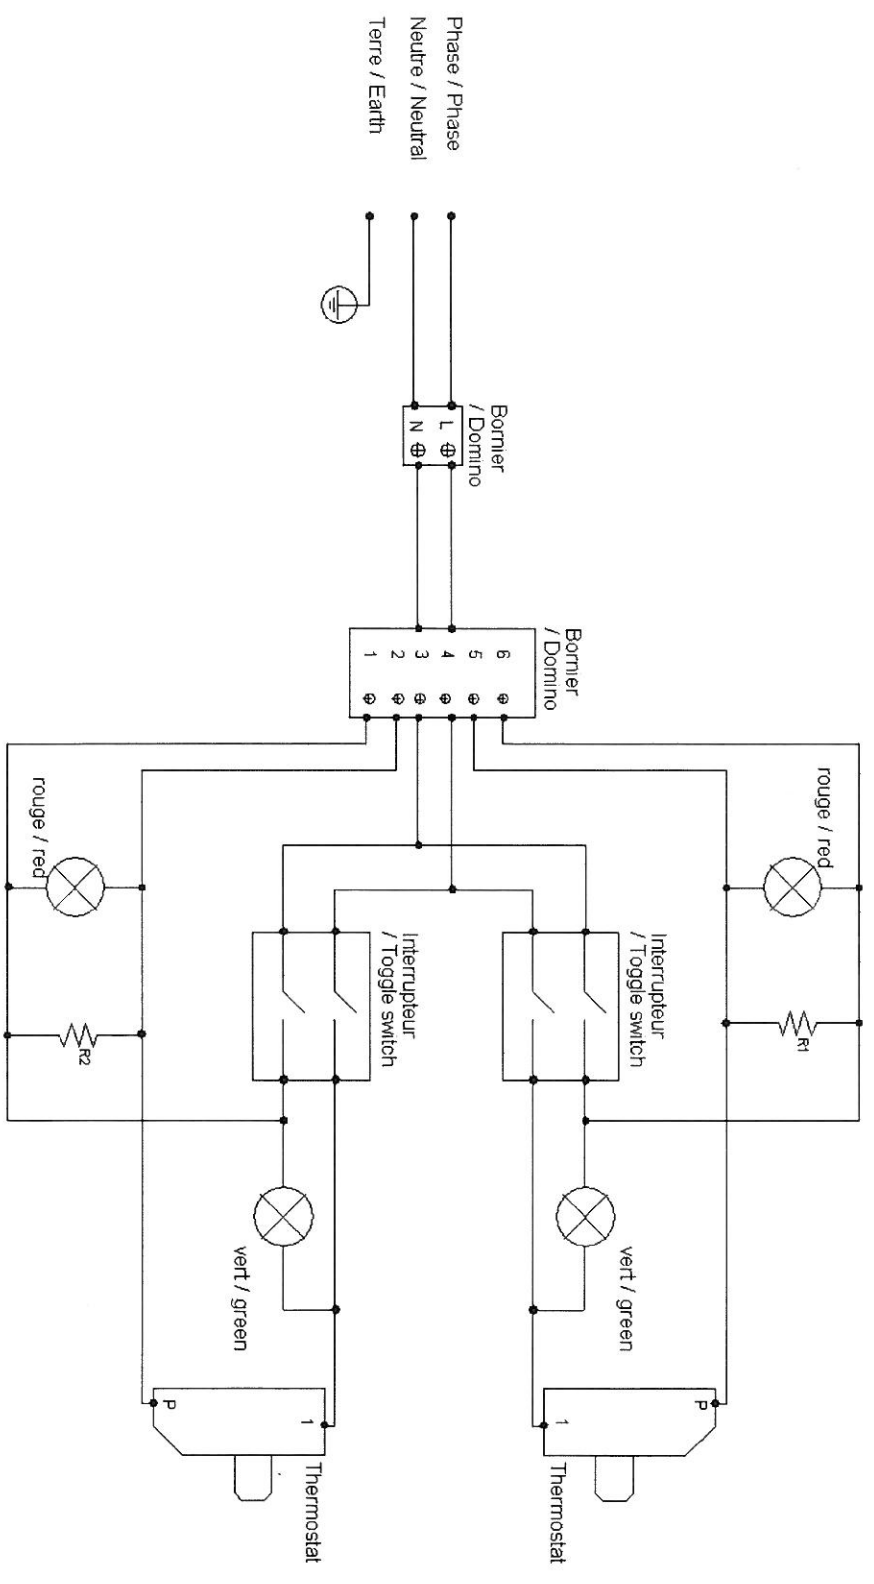 Phase / Phase
Neutre / Neutral
Terre / Earth
Bornier
/ Domino
L
N
Bornier
/ Domino
6
5
4
3
2
1
rouge / red
R1
Interrupteur
/ Toggle switch
vert / green
P
1
Thermostat
Interrupteur
/ Toggle switch
vert / green
1
P
Thermostat
rouge / red
R2